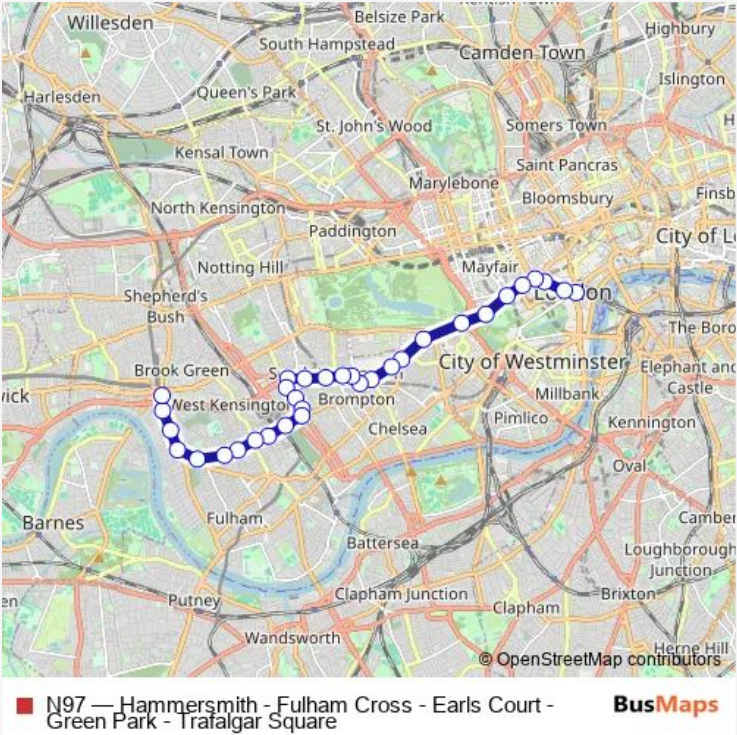 Willesden
Belsize Park
South Hampstead
Camden Town
Highbury
Harlesden
Queen's Park
Islington
St. John's Wood
Somers Town
Kensal Town
Saint Pancras
Marylebone
Bloomsbury
Finsb
North Kensington
Paddington
City of L
Notting Hill
Mayfair
Shepherd's
Bush
London
The Boro
Brook Green
City of Westminster
Elephant and
Castle
wick
West Kensington
Brompton
Millbank
Chelsea
Pimlico
Kennington
Oval
Barnes
Fulham
Camber
Battersea
Loughborough
Junction
en
Putney
Clapham Junction
Clapham
Brixton
Wandsworth
Herne Hill
© OpenStreetMap contributors
N97 — Hammersmith - Fulham Cross - Earls Court -
Green Park - Trafalgar Square
BusMaps